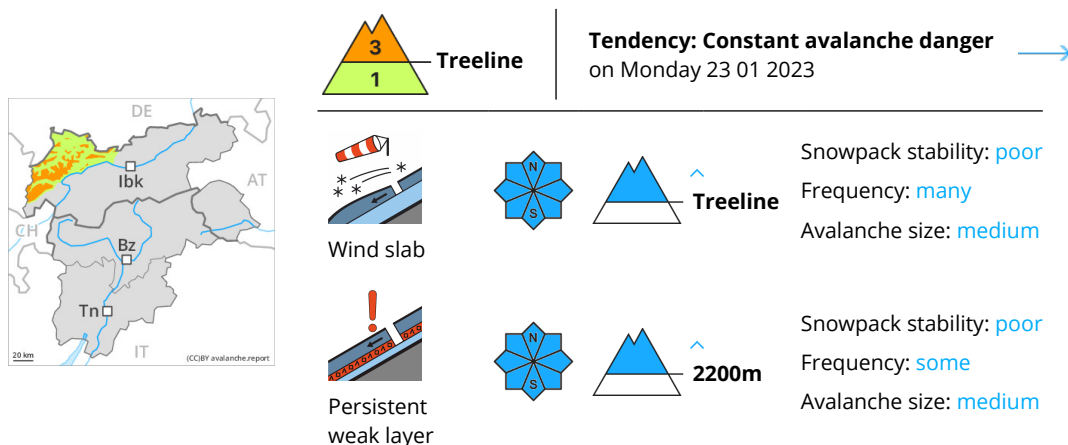 3
1
Treeline
Tendency: Constant avalanche danger
on Monday 23 01 2023
DE
AT
CH
IT
Ibk
Bz
Tn
20 km
(CC)BY avalanche.report
Wind slab
N
S
Treeline
Snowpack stability: poor
Frequency: many
Avalanche size: medium
Persistent
weak layer
N
S
2200m
Snowpack stability: poor
Frequency: some
Avalanche size: medium